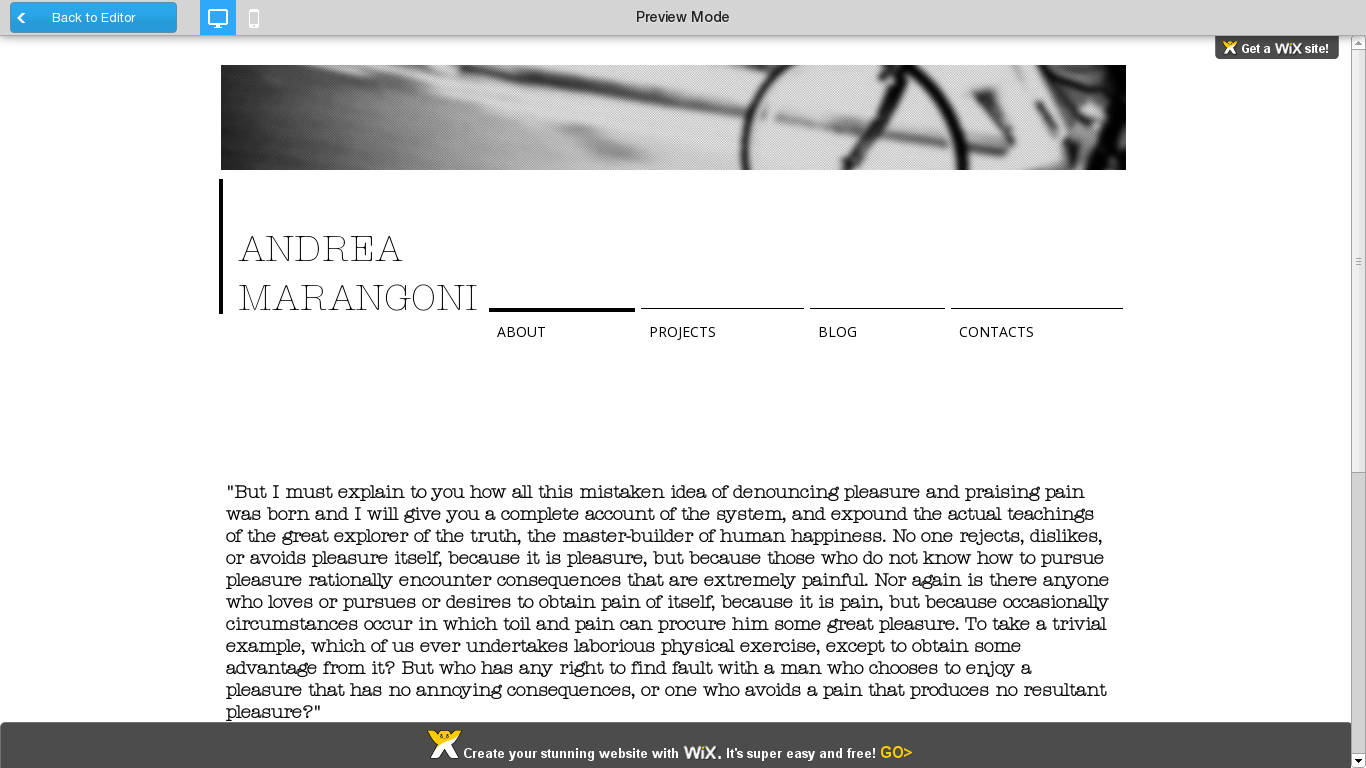 Back to Editor
Preview Mode
Get a WiX site!
ANDREA
MARANGONI
ABOUT
PROJECTS
BLOG
CONTACTS
"But I must explain to you how all this mistaken idea of denouncing pleasure and praising pain
was born and I will give you a complete account of the system, and expound the actual teachings
of the great explorer of the truth, the master-builder of human happiness. No one rejects, dislikes,
or avoids pleasure itself, because it is pleasure, but because those who do not know how to pursue
pleasure rationally encounter consequences that are extremely painful. Nor again is there anyone
who loves or pursues or desires to obtain pain of itself, because it is pain, but because occasionally
circumstances occur in which toil and pain can procure him some great pleasure. To take a trivial
example, which of us ever undertakes laborious physical exercise, except to obtain some
advantage from it? But who has any right to find fault with a man who chooses to enjoy a
pleasure that has no annoying consequences, or one who avoids a pain that produces no resultant
pleasure?"
Create your stunning website with WiX. It's super easy and free! GO>